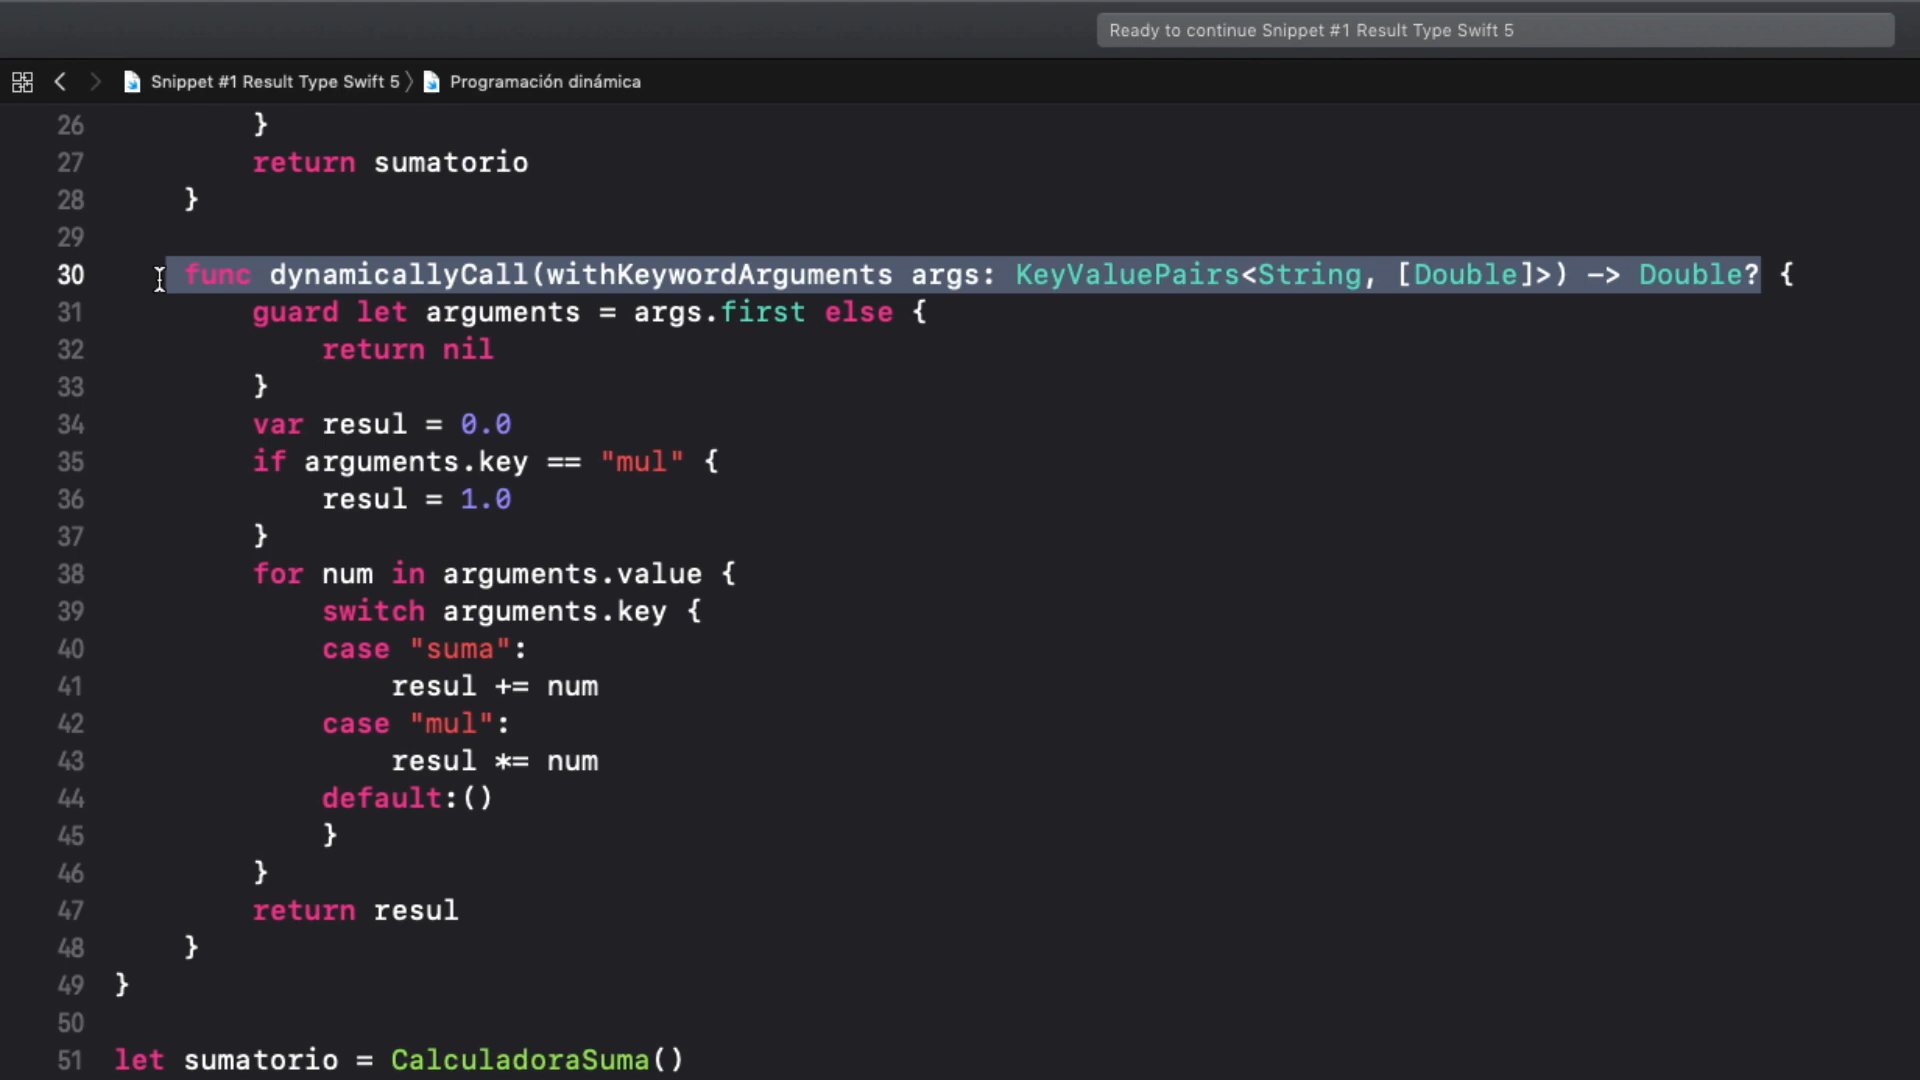 Ready to continue Snippet #1 Result Type Swift 5
Snippet #1 Result Type Swift 5 〉 Programación dinámica
26 }
27 return sumatorio
28 }
29
30 func dynamicallyCall(withKeywordArguments args: KeyValuePairs<String, [Double]>) -> Double? {
31 guard let arguments = args.first else {
32 return nil
33 }
34 var resul = 0.0
35 if arguments.key == "mul" {
36 resul = 1.0
37 }
38 for num in arguments.value {
39 switch arguments.key {
40 case "suma":
41 resul += num
42 case "mul":
43 resul *= num
44 default:()
45 }
46 }
47 return resul
48 }
49 }
50
51 let sumatorio = CalculadoraSuma()